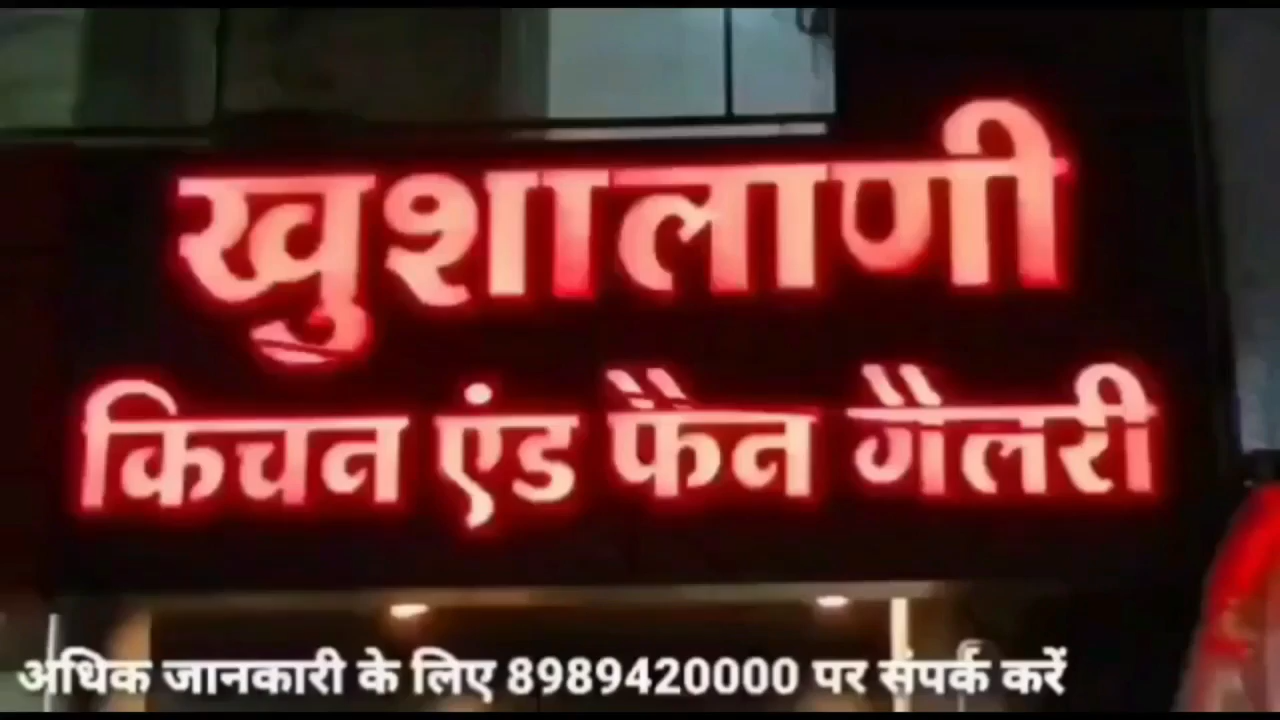 खुशालाणी
किचन एंड फैन गैलरी
अधिक जानकारी के लिए 8989420000 पर संपर्क करें